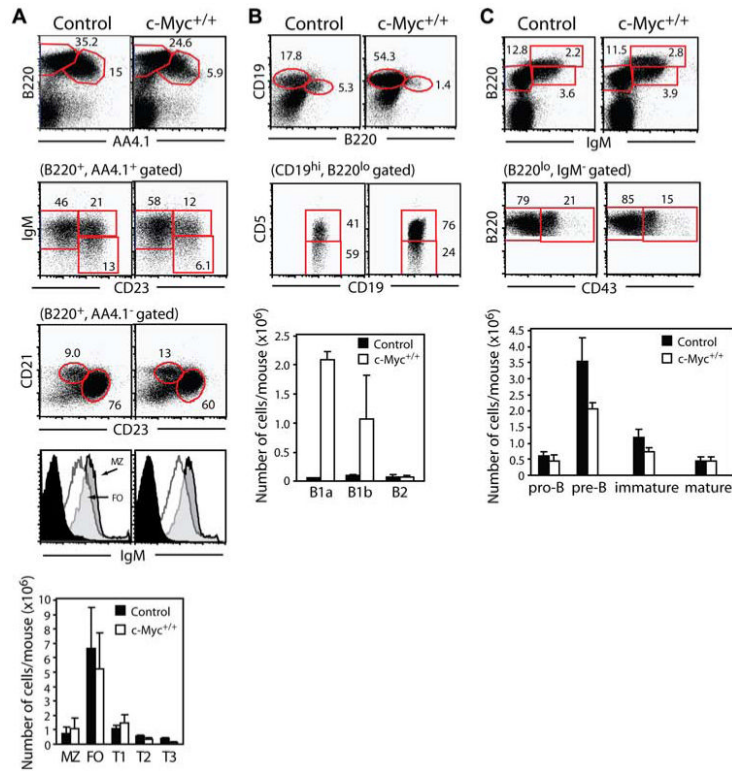 A
Control
c-Myc+/+
35.2
24.6
15
5.9
B220
AA4.1
(B220+, AA4.1+ gated)
46
21
58
12
13
6.1
IgM
CD23
(B220+, AA4.1- gated)
9.0
13
76
60
CD21
CD23
MZ
FO
IgM
Number of cells/mouse (x10⁶)
10
9
8
7
6
5
4
3
2
1
0
Control
c-Myc+/+
MZ FO T1 T2 T3
B
Control
c-Myc+/+
17.8
54.3
5.3
1.4
CD19
B220
(CD19hi, B220lo gated)
41
76
59
24
CD5
CD19
Number of cells/mouse (x10⁶)
2.5
2.0
1.5
1.0
0.5
0
Control
c-Myc+/+
B1a B1b B2
C
Control
c-Myc+/+
12.8
2.2
11.5
2.8
3.6
3.9
B220
IgM
(B220lo, IgM- gated)
79 21
85 15
B220
CD43
Number of cells/mouse (x10⁶)
4.5
4.0
3.5
3.0
2.5
2.0
1.5
1.0
0.5
0
Control
c-Myc+/+
pro-B pre-B immature mature